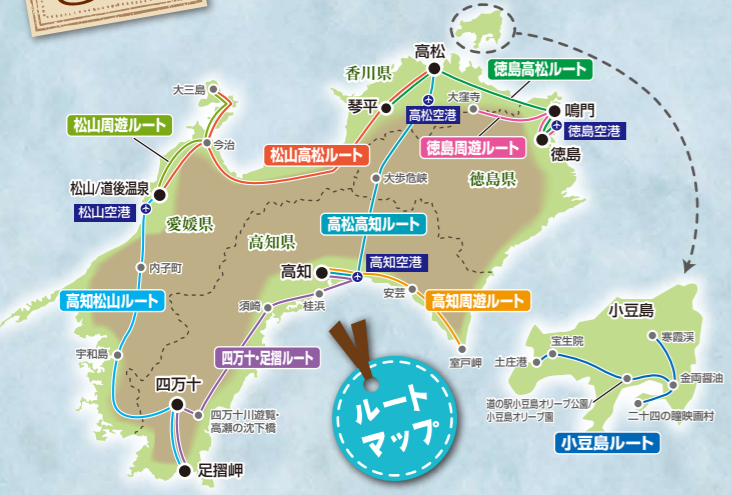 高松
香川県
徳島高松ルート
大三島
琴平
高松空港
大窪寺
鳴門
徳島空港
松山周遊ルート
今治
松山高松ルート
徳島周遊ルート
徳島
大歩危峡
徳島県
松山/道後温泉
松山空港
愛媛県
高松高知ルート
高知県
内子町
高知
高知空港
高知松山ルート
須崎
桂浜
安芸
高知周遊ルート
宇和島
四万十・足摺ルート
室戸岬
四万十
四万十川遊覧・
高瀬の沈下橋
足摺岬
ルート
マップ
小豆島
宝生院
寒霞渓
土庄港
金両醤油
道の駅小豆島オリーブ公園/
小豆島オリーブ園
二十四の瞳映画村
小豆島ルート